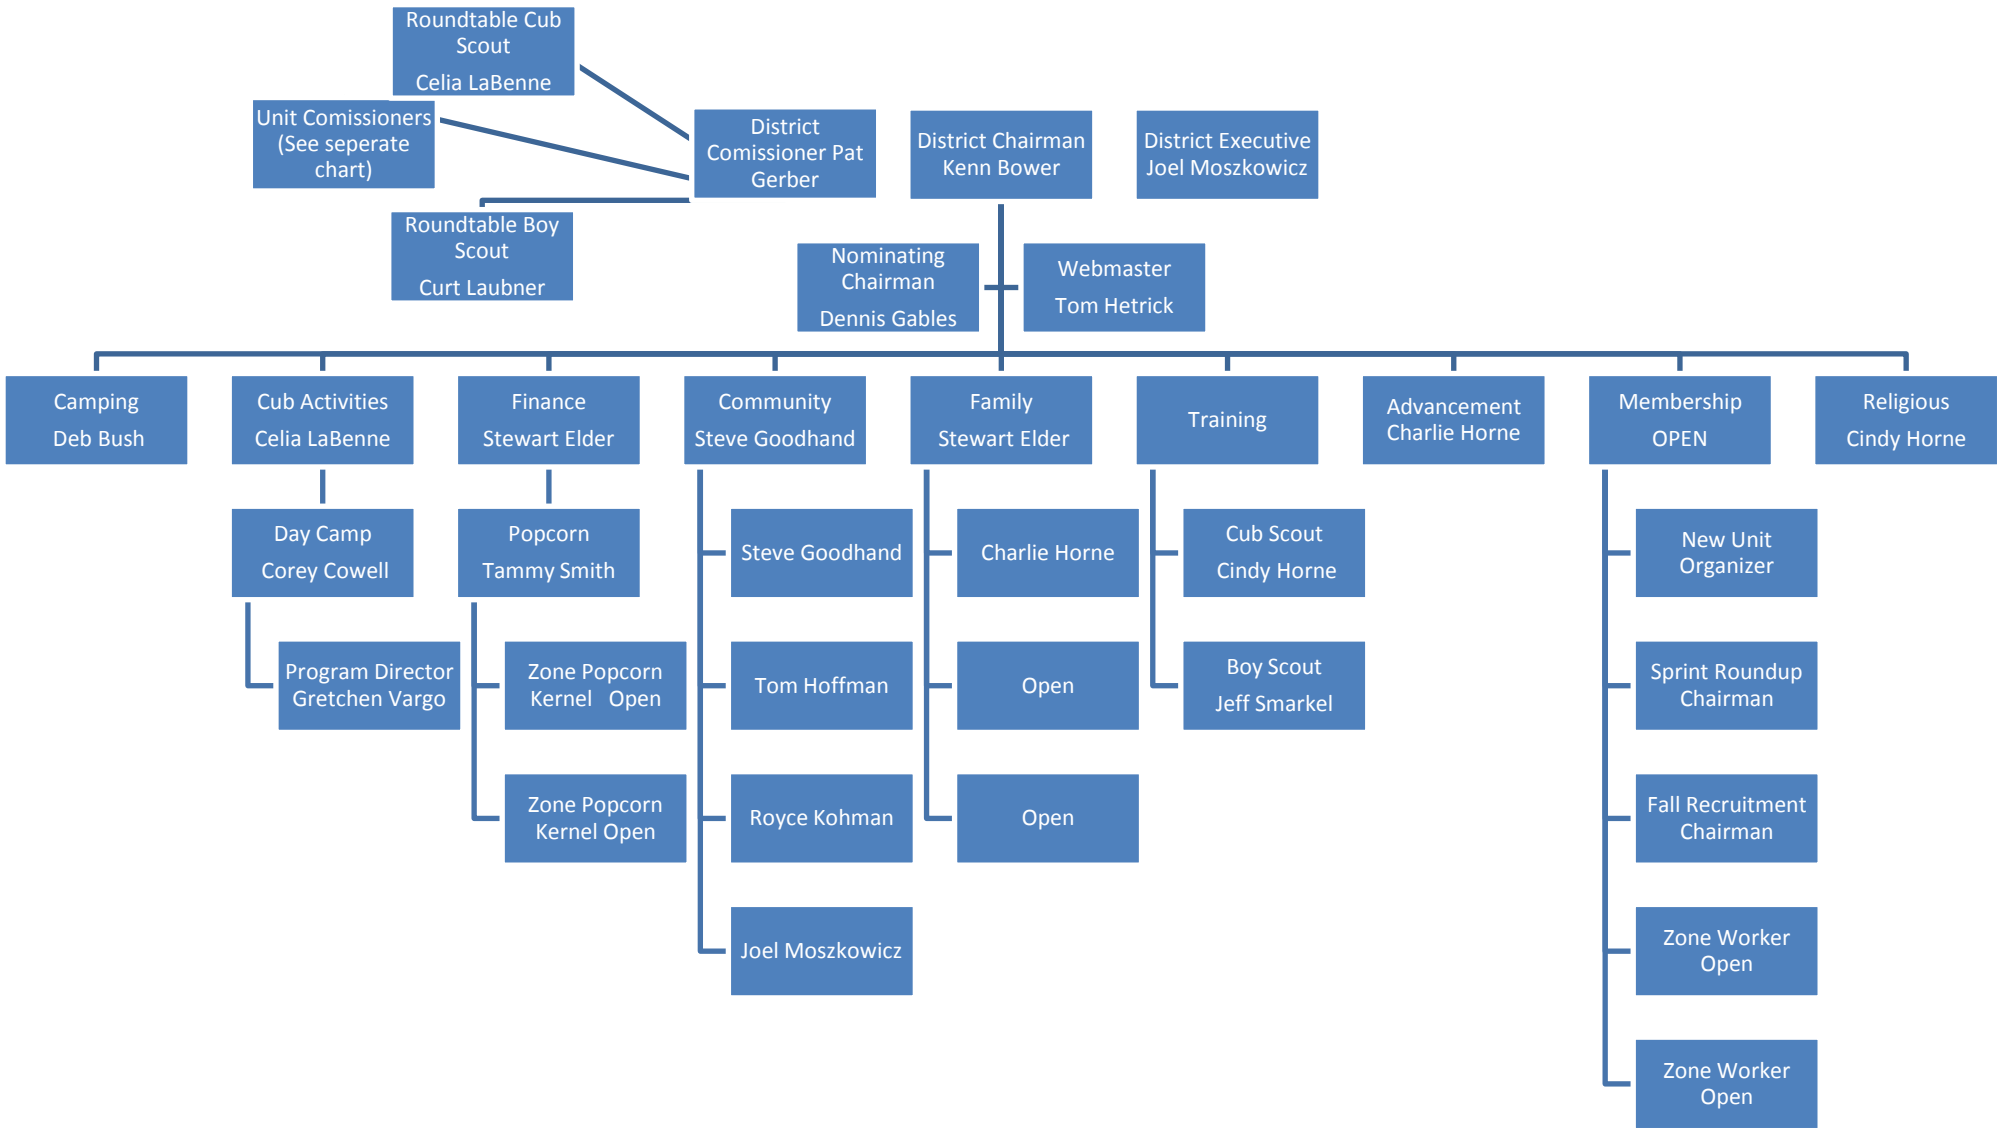 Roundtable Cub
Scout
Celia LaBenne
Unit Comissioners
(See seperate
chart)
District
Comissioner Pat
Gerber
District Chairman
Kenn Bower
District Executive
Joel Moszkowicz
Roundtable Boy
Scout
Curt Laubner
Nominating
Chairman
Dennis Gables
Webmaster
Tom Hetrick
Camping
Deb Bush
Cub Activities
Celia LaBenne
Finance
Stewart Elder
Community
Steve Goodhand
Family
Stewart Elder
Training
Advancement
Charlie Horne
Membership
OPEN
Religious
Cindy Horne
Day Camp
Corey Cowell
Popcorn
Tammy Smith
Steve Goodhand
Charlie Horne
Cub Scout
Cindy Horne
New Unit
Organizer
Program Director
Gretchen Vargo
Zone Popcorn
Kernel Open
Tom Hoffman
Open
Boy Scout
Jeff Smarkel
Sprint Roundup
Chairman
Zone Popcorn
Kernel Open
Royce Kohman
Open
Fall Recruitment
Chairman
Joel Moszkowicz
Zone Worker
Open
Zone Worker
Open